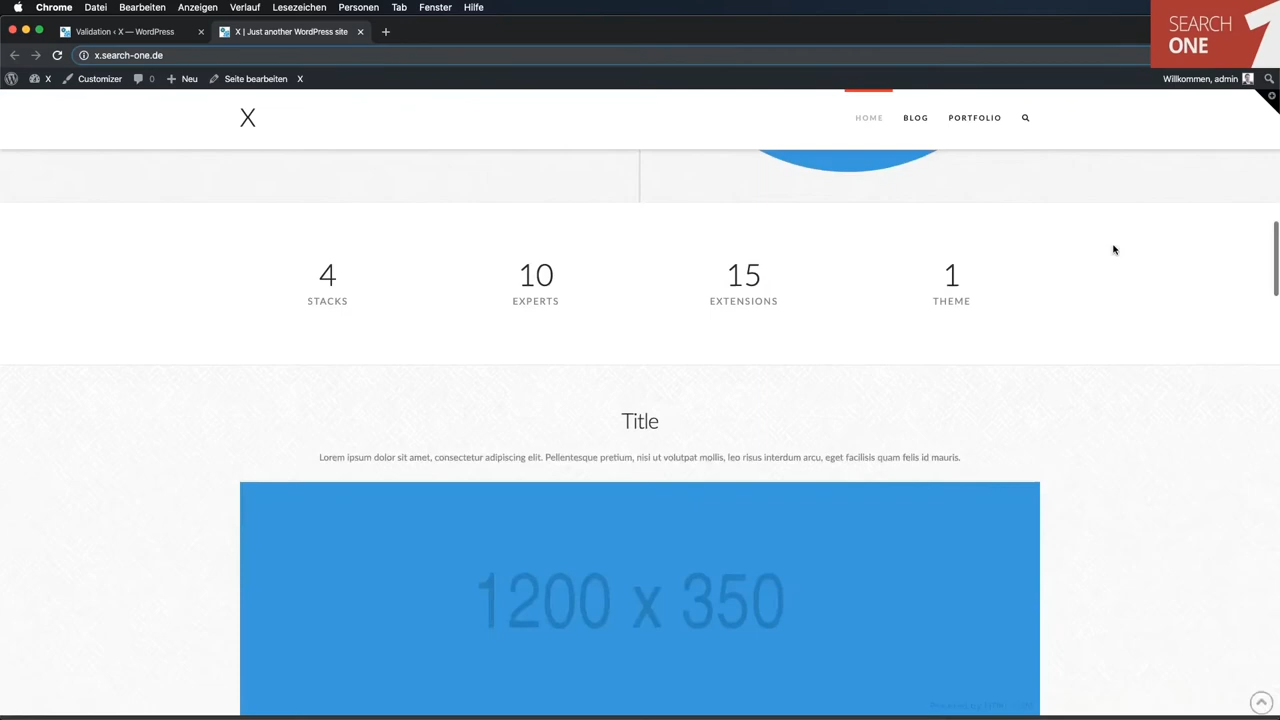 Chrome Datei Bearbeiten Anzeigen Verlauf Lesezeichen Personen Tab Fenster Hilfe
Validation ‹ X — WordPress
X | Just another WordPress site
SEARCH
ONE
x.search-one.de
X Customizer 0 Neu Seite bearbeiten X
Willkommen, admin
X
HOME BLOG PORTFOLIO
4 10 15 1
STACKS EXPERTS EXTENSIONS THEME
Title
Lorem ipsum dolor sit amet, consectetur adipiscing elit. Pellentesque pretium, nisl ut volutpat mollis, leo risus interdum arcu, eget facilisis quam felis id mauris.
1200 x 350